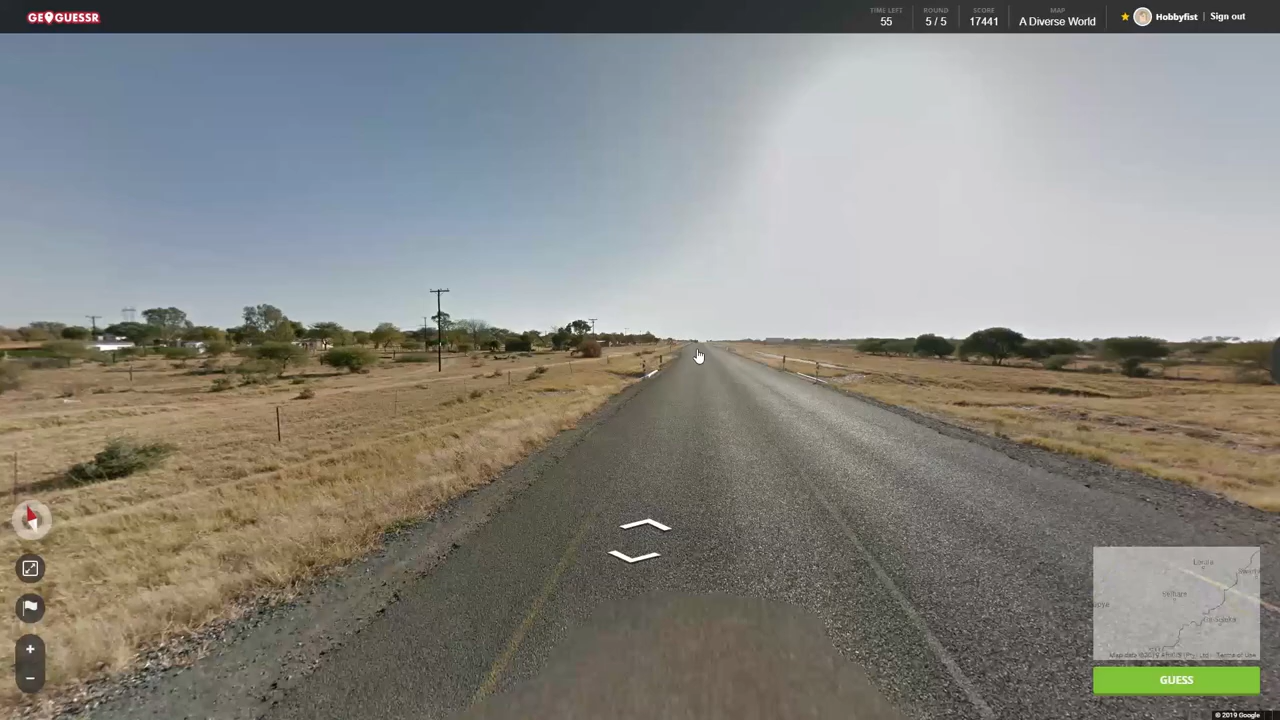 GEOGUESSR
TIME LEFT
55
ROUND
5 / 5
SCORE
17441
MAP
A Diverse World
Hobbyfist | Sign out
+
−
GUESS
© 2019 Google